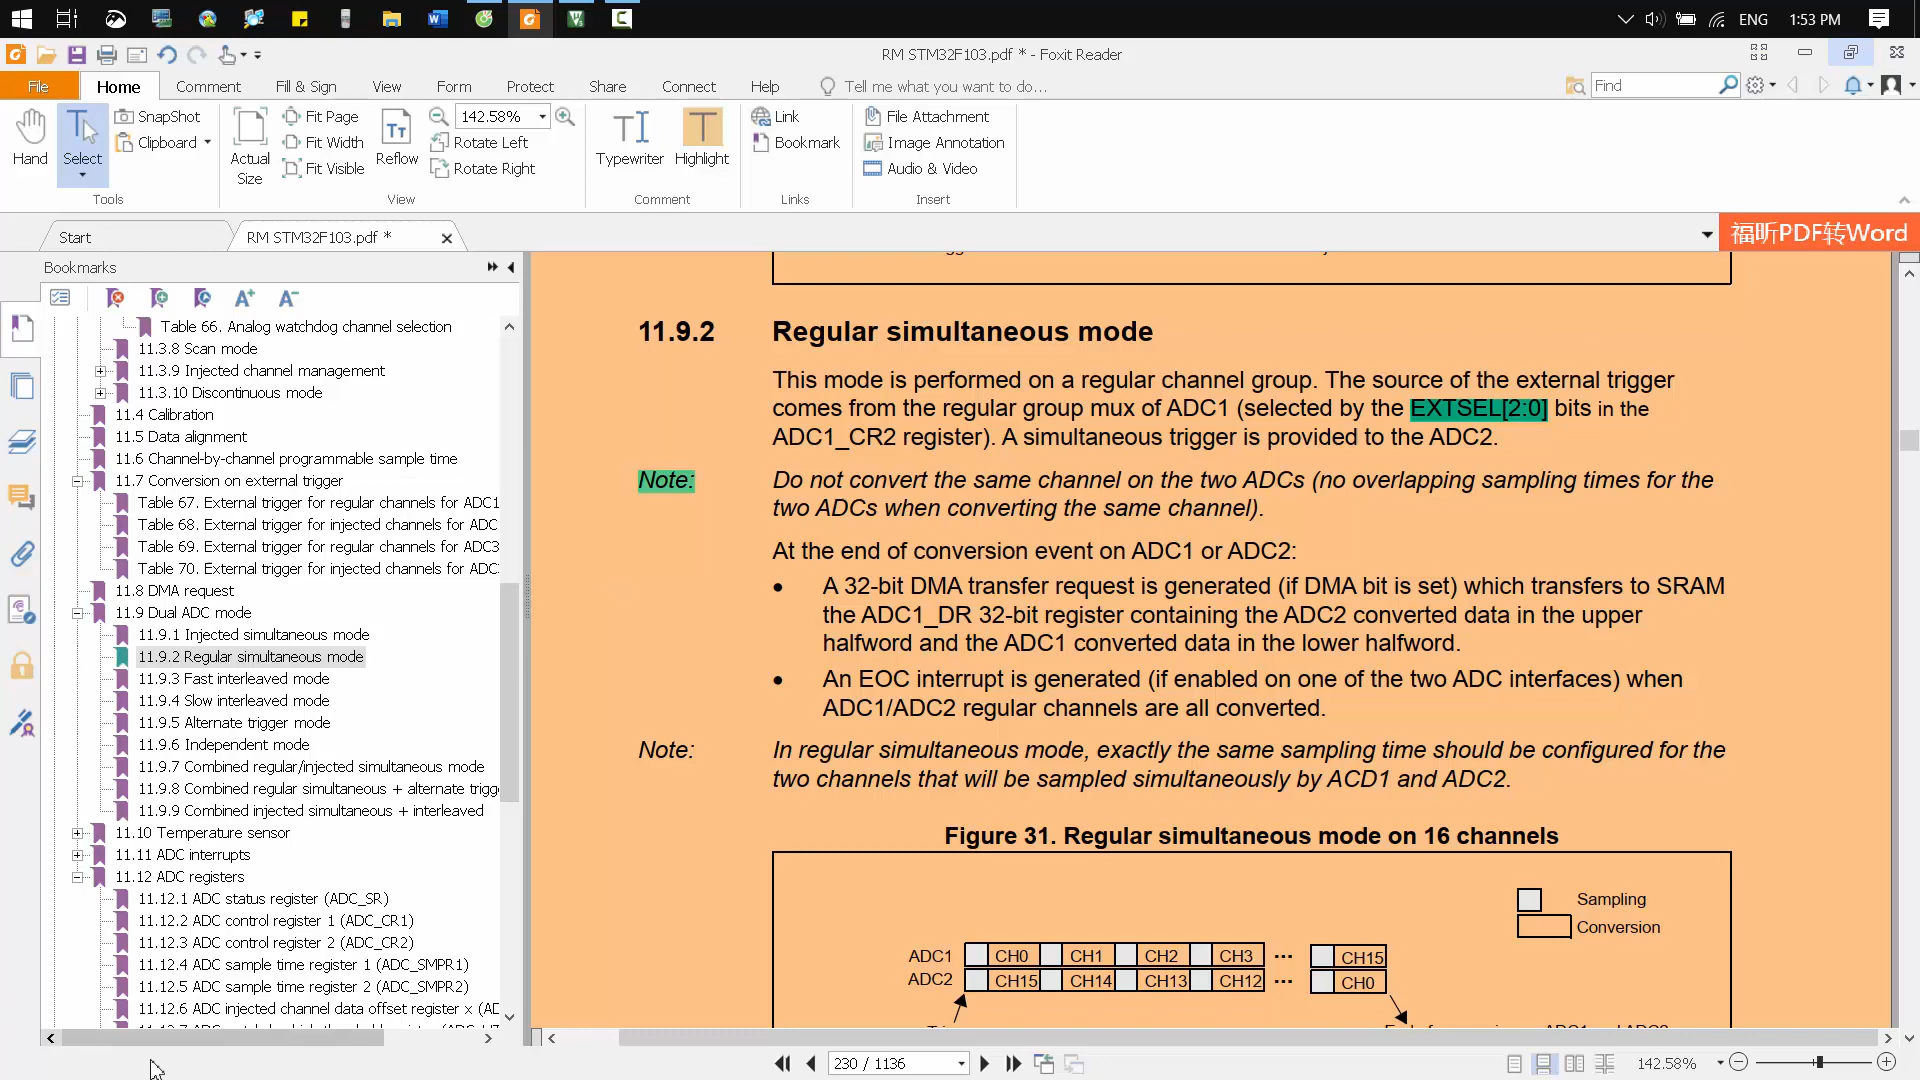 ENG
1:53 PM
RM STM32F103.pdf * - Foxit Reader
File
Home
Comment
Fill & Sign
View
Form
Protect
Share
Connect
Help
Tell me what you want to do...
Find
Hand
Select
SnapShot
Clipboard
Actual
Size
Fit Page
Fit Width
Fit Visible
Reflow
142.58%
Rotate Left
Rotate Right
Typewriter
Highlight
Link
Bookmark
File Attachment
Image Annotation
Audio & Video
Tools
View
Comment
Links
Insert
Start
RM STM32F103.pdf *
福昕PDF转Word
Bookmarks
Table 66. Analog watchdog channel selection
11.3.8 Scan mode
11.3.9 Injected channel management
11.3.10 Discontinuous mode
11.4 Calibration
11.5 Data alignment
11.6 Channel-by-channel programmable sample time
11.7 Conversion on external trigger
Table 67. External trigger for regular channels for ADC1
Table 68. External trigger for injected channels for ADC
Table 69. External trigger for regular channels for ADC3
Table 70. External trigger for injected channels for ADC
11.8 DMA request
11.9 Dual ADC mode
11.9.1 Injected simultaneous mode
11.9.2 Regular simultaneous mode
11.9.3 Fast interleaved mode
11.9.4 Slow interleaved mode
11.9.5 Alternate trigger mode
11.9.6 Independent mode
11.9.7 Combined regular/injected simultaneous mode
11.9.8 Combined regular simultaneous + alternate trigg
11.9.9 Combined injected simultaneous + interleaved
11.10 Temperature sensor
11.11 ADC interrupts
11.12 ADC registers
11.12.1 ADC status register (ADC_SR)
11.12.2 ADC control register 1 (ADC_CR1)
11.12.3 ADC control register 2 (ADC_CR2)
11.12.4 ADC sample time register 1 (ADC_SMPR1)
11.12.5 ADC sample time register 2 (ADC_SMPR2)
11.12.6 ADC injected channel data offset register x (AD
11.9.2 Regular simultaneous mode
This mode is performed on a regular channel group. The source of the external trigger
comes from the regular group mux of ADC1 (selected by the EXTSEL[2:0] bits in the
ADC1_CR2 register). A simultaneous trigger is provided to the ADC2.
Note: Do not convert the same channel on the two ADCs (no overlapping sampling times for the
two ADCs when converting the same channel).
At the end of conversion event on ADC1 or ADC2:
• A 32-bit DMA transfer request is generated (if DMA bit is set) which transfers to SRAM
the ADC1_DR 32-bit register containing the ADC2 converted data in the upper
halfword and the ADC1 converted data in the lower halfword.
• An EOC interrupt is generated (if enabled on one of the two ADC interfaces) when
ADC1/ADC2 regular channels are all converted.
Note: In regular simultaneous mode, exactly the same sampling time should be configured for the
two channels that will be sampled simultaneously by ACD1 and ADC2.
Figure 31. Regular simultaneous mode on 16 channels
Sampling
Conversion
ADC1 CH0 CH1 CH2 CH3 ... CH15
ADC2 CH15 CH14 CH13 CH12 ... CH0
230 / 1136
142.58%